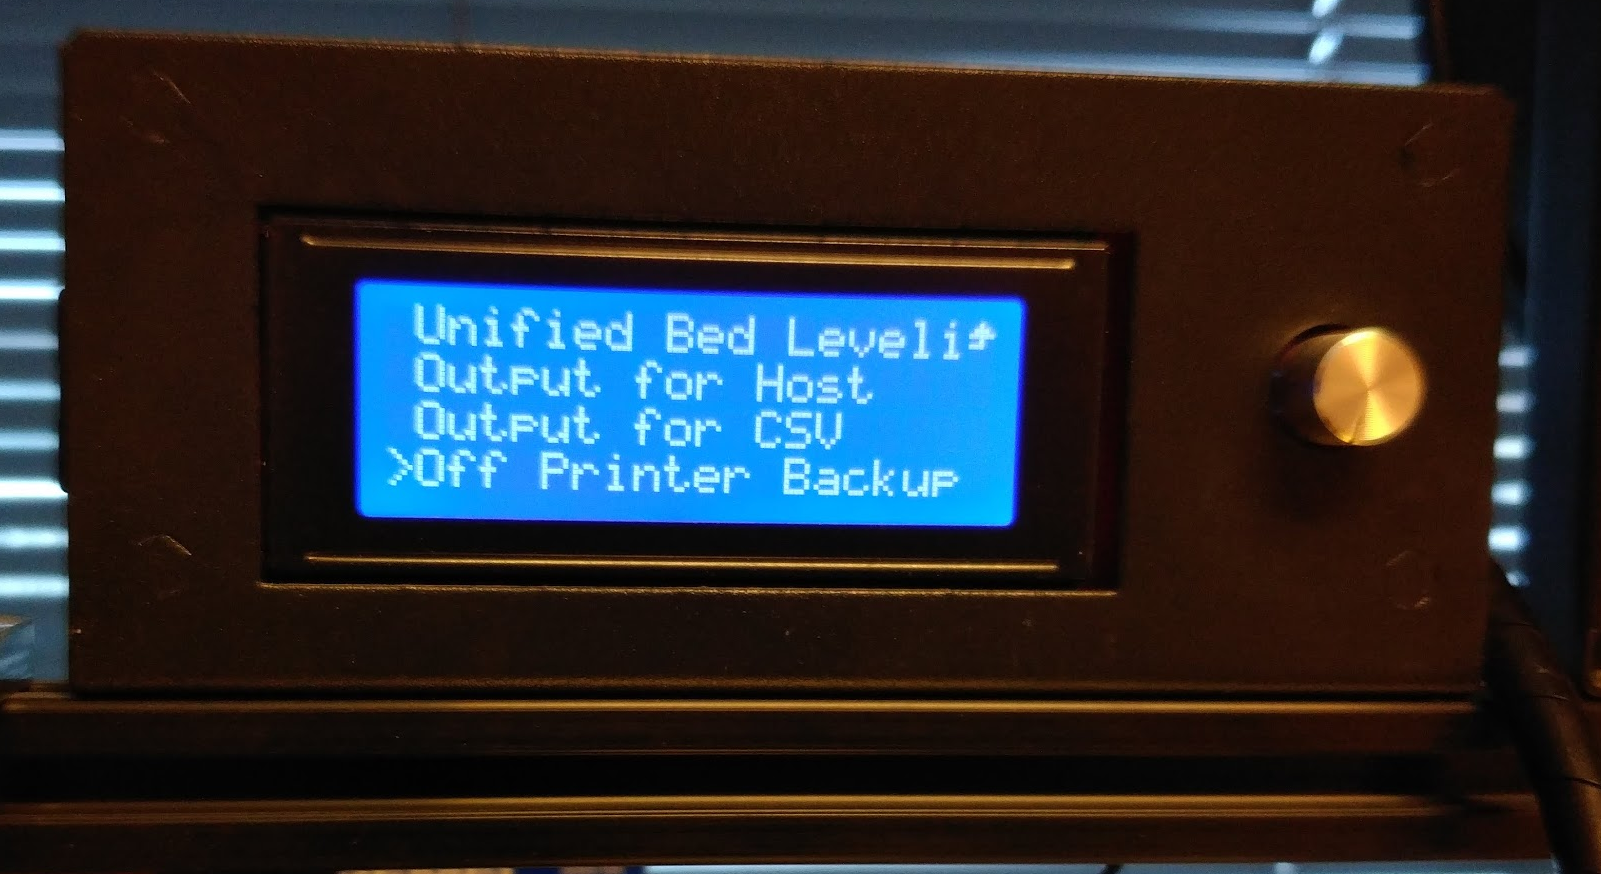 Unified Bed Leveli
Output for Host
Output for CSV
>Off Printer Backup